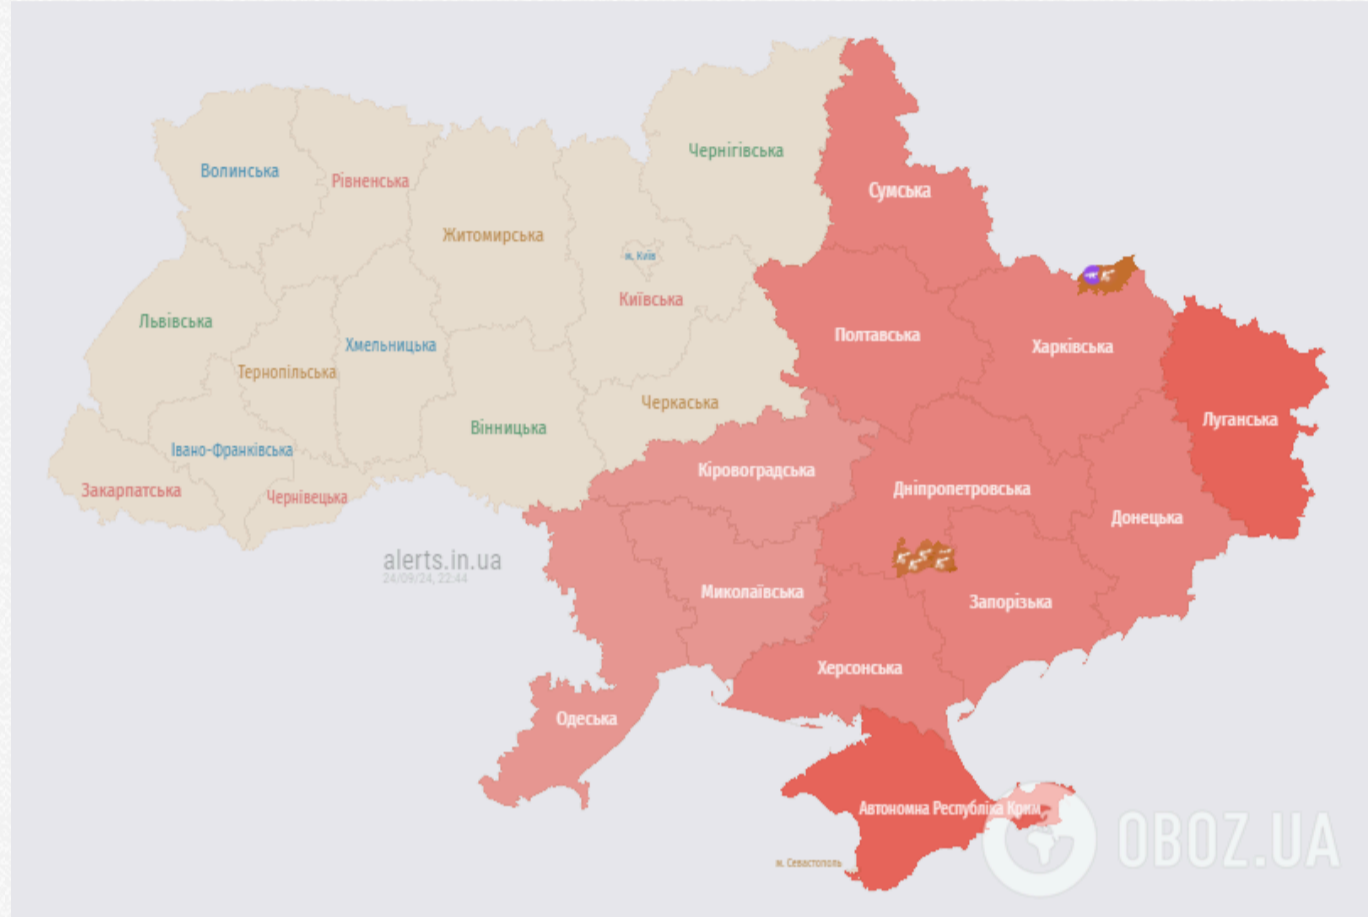 Чернігівська
Волинська
Рівненська
Сумська
Житомирська
м. Київ
Київська
Львівська
Полтавська
Харківська
Хмельницька
Тернопільська
Черкаська
Луганська
Вінницька
Івано-Франківська
Кіровоградська
Закарпатська
Чернівецька
Дніпропетровська
Донецька
alerts.in.ua
24/09/24, 22:44
Миколаївська
Запорізька
Херсонська
Одеська
Автономна Республіка Крим
OBOZ.UA
м. Севастополь